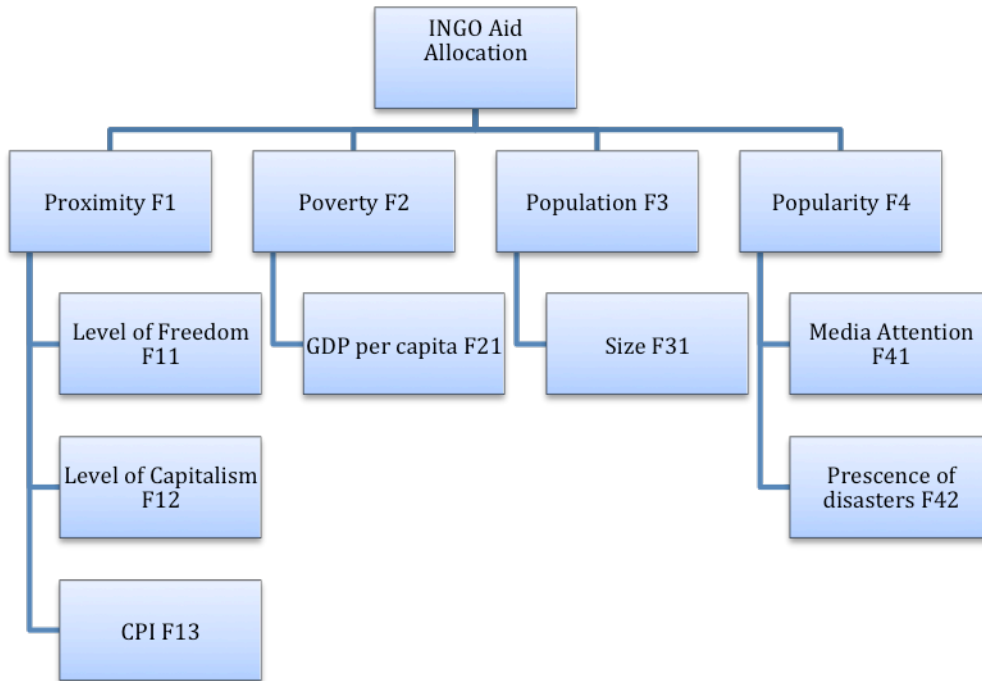 INGO Aid
Allocation
Proximity F1
Poverty F2
Population F3
Popularity F4
Level of Freedom
F11
GDP per capita F21
Size F31
Media Attention
F41
Level of Capitalism
F12
Prescence of
disasters F42
CPI F13